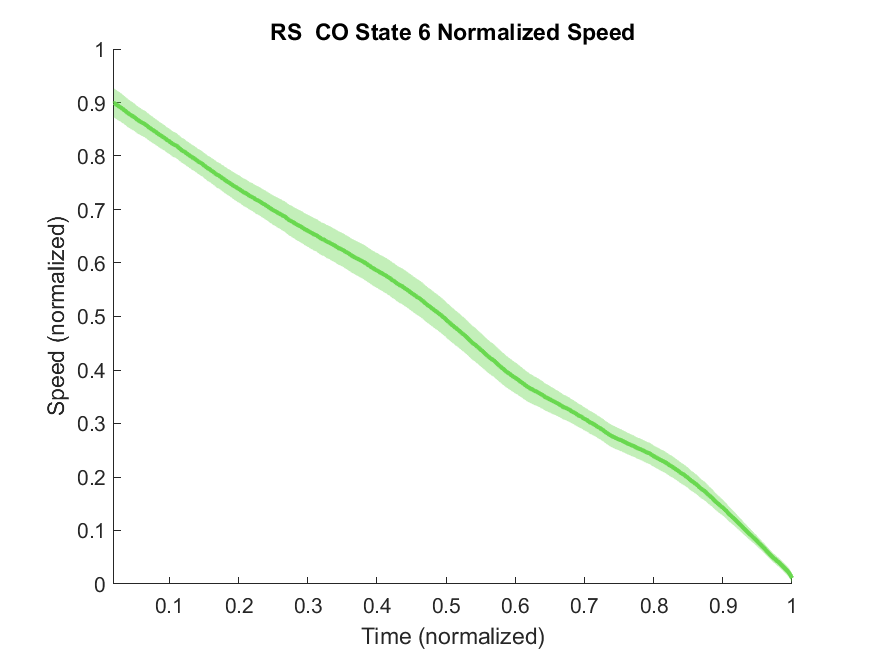 RS  CO State 6 Normalized Speed
1
0.9
0.8
0.7
0.6
0.5
0.4
0.3
0.2
0.1
0
Speed (normalized)
0.1 0.2 0.3 0.4 0.5 0.6 0.7 0.8 0.9 1
Time (normalized)